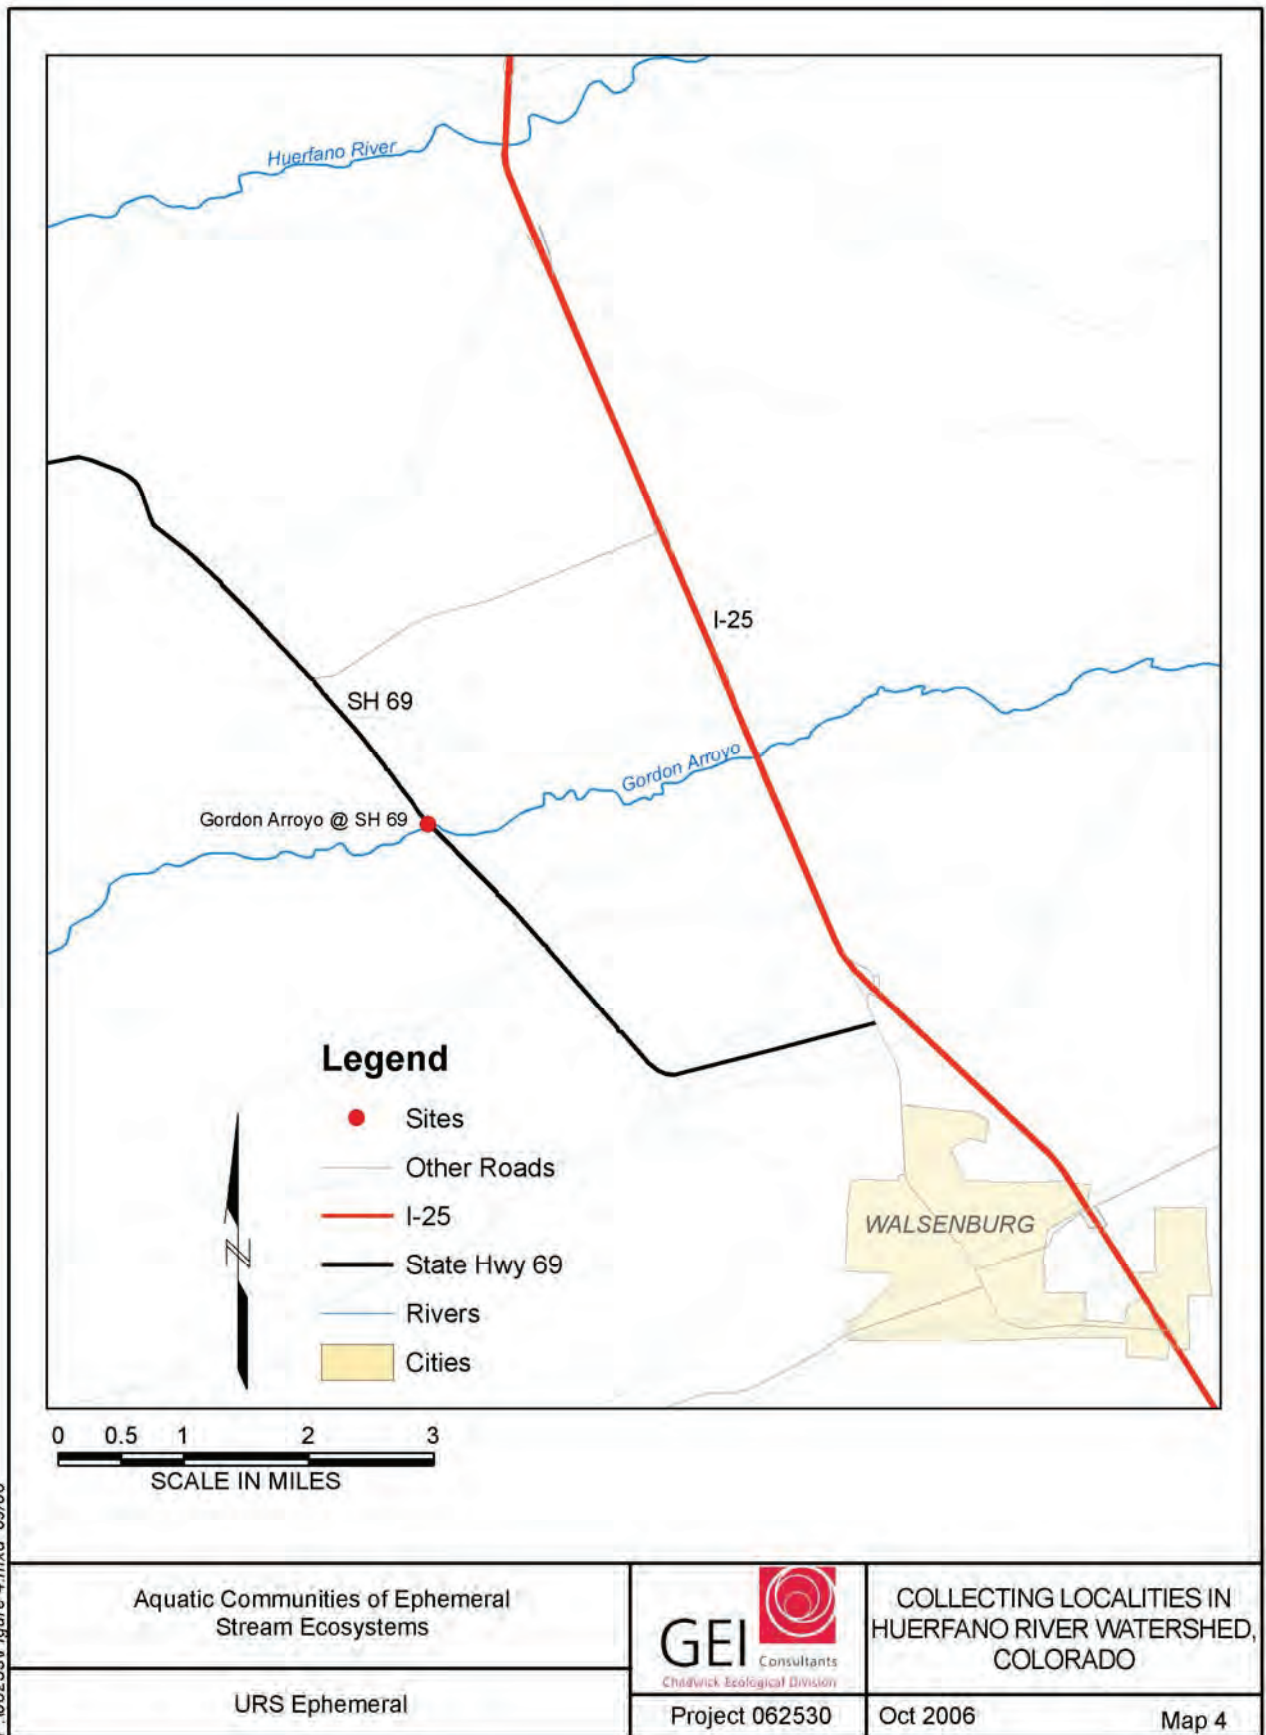 Huerfano River
I-25
SH 69
Gordon Arroyo
Gordon Arroyo @ SH 69
Legend
Sites
Other Roads
I-25
State Hwy 69
Rivers
Cities
N
WALSENBURG
0 0.5 1 2 3
SCALE IN MILES
Aquatic Communities of Ephemeral
Stream Ecosystems
URS Ephemeral
GEI
Consultants
Chadwick Ecological Division
Project 062530
COLLECTING LOCALITIES IN
HUERFANO RIVER WATERSHED,
COLORADO
Oct 2006
Map 4